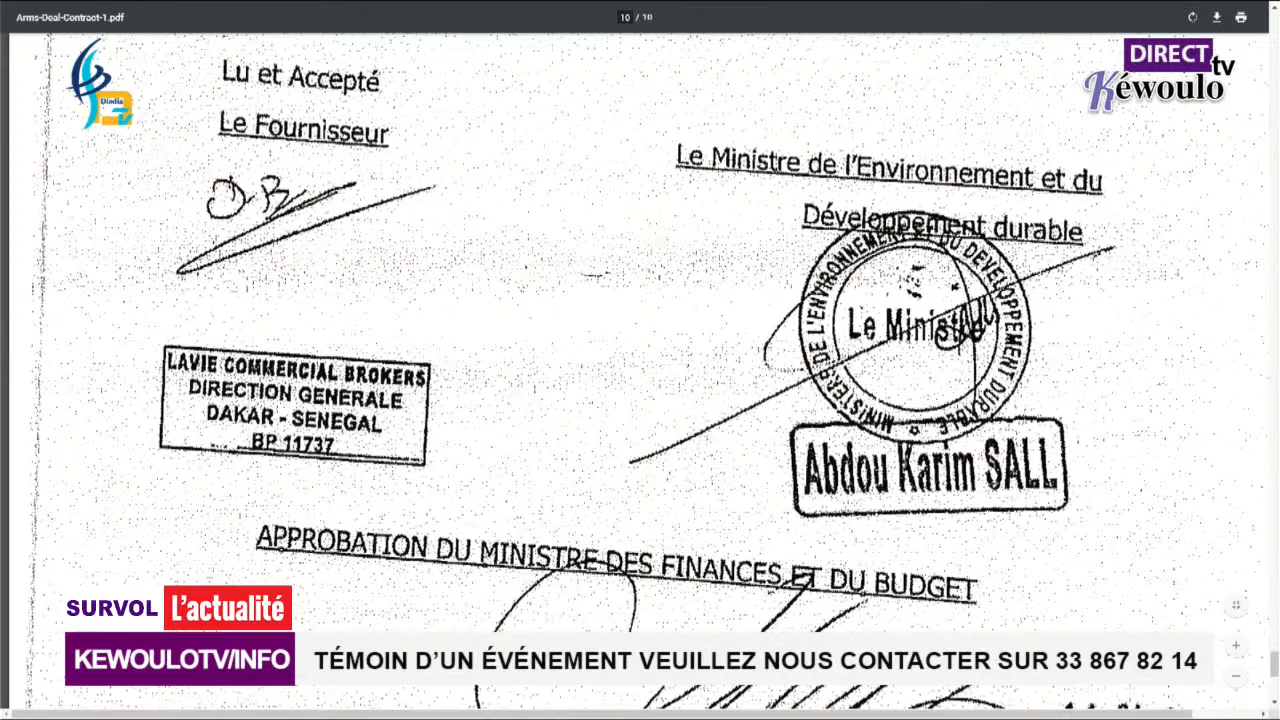 Arms-Deal-Contract-1.pdf
10 / 10
DIRECT
Kéwoulo tv
Diadia
Lu et Accepté
Le Fournisseur
Le Ministre de l'Environnement et du
Développement durable
MINISTERE DE L'ENVIRONNEMENT ET DU DEVELOPPEMENT DURABLE
Le Ministre
LAVIE COMMERCIAL BROKERS
DIRECTION GENERALE
DAKAR - SENEGAL
BP 11737
Abdou Karim SALL
APPROBATION DU MINISTRE DES FINANCES ET DU BUDGET
SURVOL L'actualité
KEWOULOTV/INFO
TÉMOIN D'UN ÉVÉNEMENT VEUILLEZ NOUS CONTACTER SUR 33 867 82 14